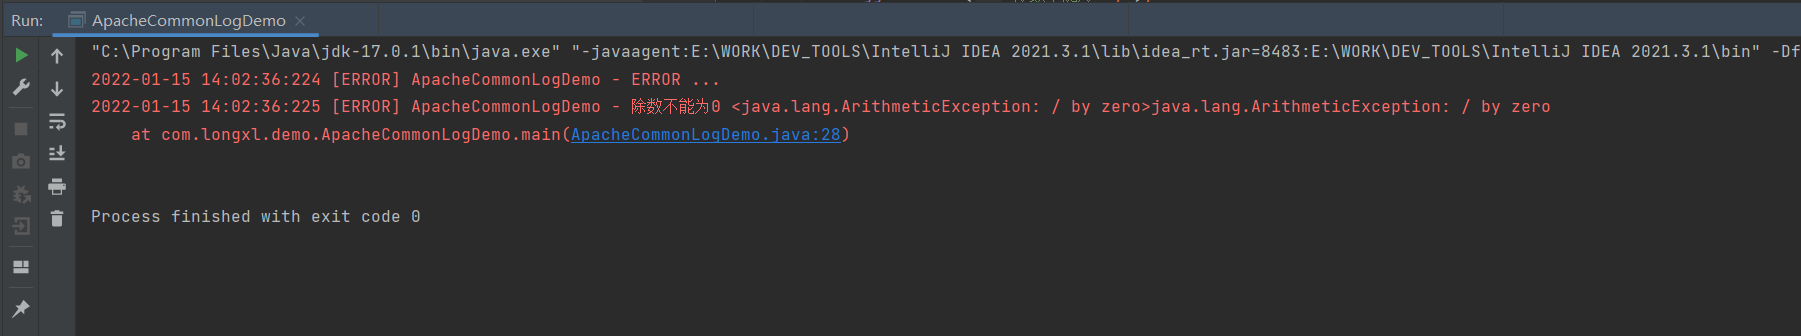 Run: ApacheCommonLogDemo
"C:\Program Files\Java\jdk-17.0.1\bin\java.exe" "-javaagent:E:\WORK\DEV_TOOLS\IntelliJ IDEA 2021.3.1\lib\idea_rt.jar=8483:E:\WORK\DEV_TOOLS\IntelliJ IDEA 2021.3.1\bin" -Df
2022-01-15 14:02:36:224 [ERROR] ApacheCommonLogDemo - ERROR ...
2022-01-15 14:02:36:225 [ERROR] ApacheCommonLogDemo - 除数不能为0 <java.lang.ArithmeticException: / by zero>java.lang.ArithmeticException: / by zero
at com.longxl.demo.ApacheCommonLogDemo.main(ApacheCommonLogDemo.java:28)
Process finished with exit code 0